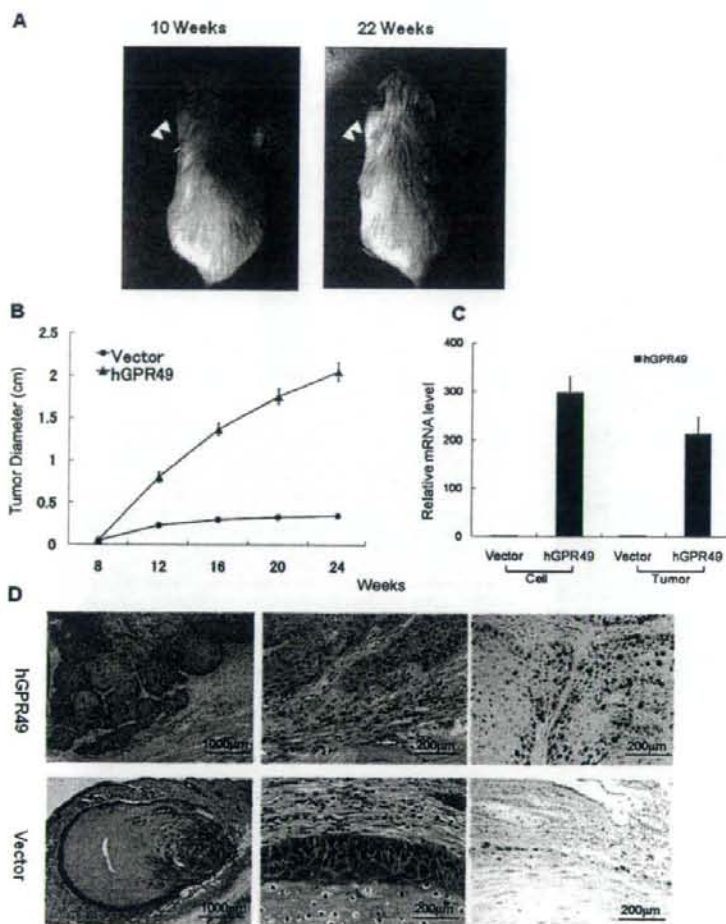 A
10 Weeks 22 Weeks
B
Tumor Diameter (cm)
2.5
2
1.5
1
0.5
0
Vector
hGPR49
8 12 16 20 24
Weeks
C
Relative mRNA level
400
300
200
100
0
hGPR49
Vector hGPR49 Vector hGPR49
Cell Tumor
D
hGPR49
1000μm 200μm 200μm
Vector
1000μm 200μm 200μm